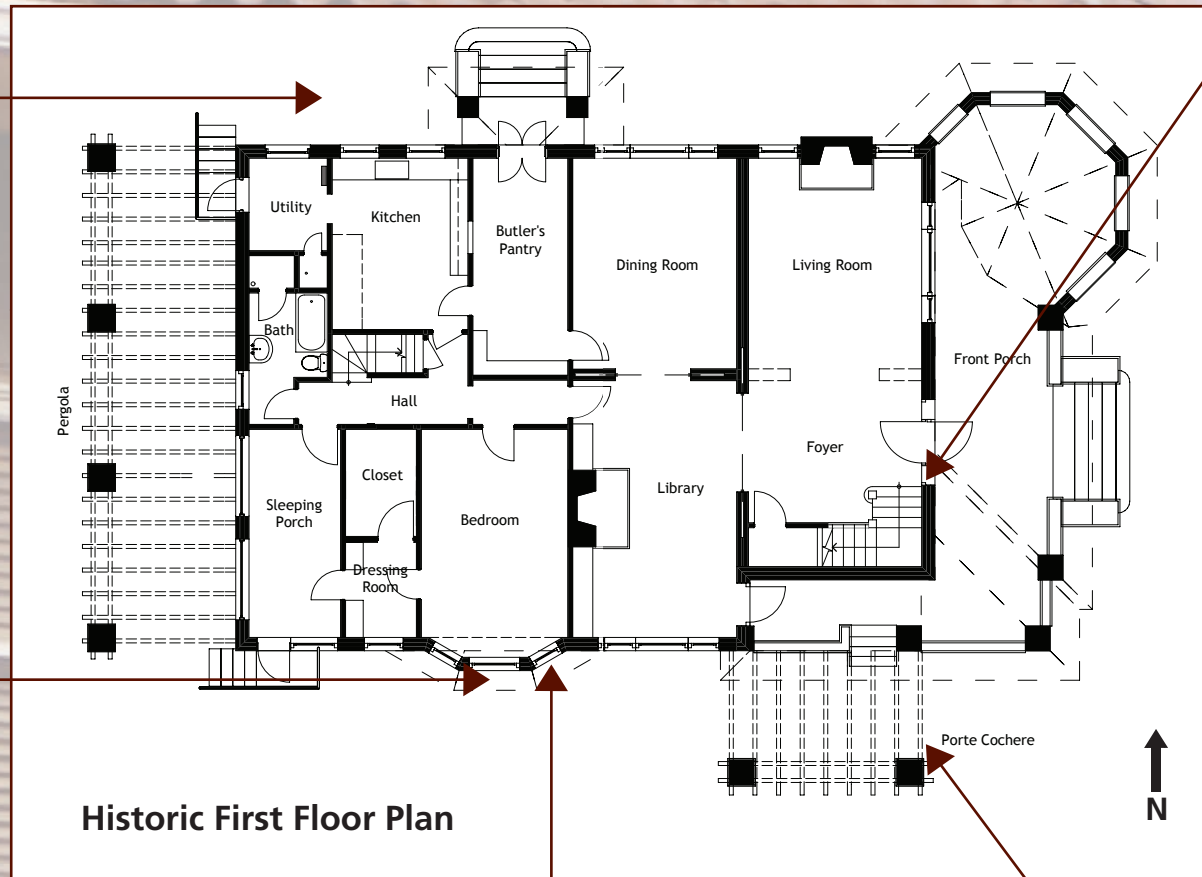 Utility
Kitchen
Butler's
Pantry
Dining Room
Living Room
Bath
Front Porch
Pergola
Hall
Foyer
Closet
Library
Sleeping
Porch
Bedroom
Dressing
Room
Porte Cochere
Historic First Floor Plan
N